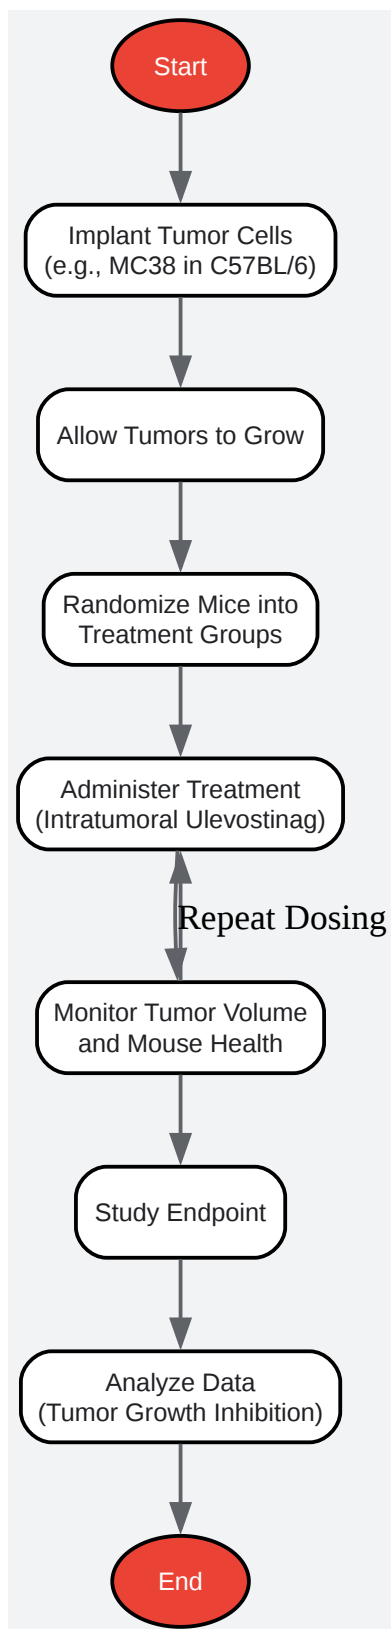 Start
Implant Tumor Cells
(e.g., MC38 in C57BL/6)
Allow Tumors to Grow
Randomize Mice into
Treatment Groups
Administer Treatment
(Intratumoral Ulevostinag)
Repeat Dosing
Monitor Tumor Volume
and Mouse Health
Study Endpoint
Analyze Data
(Tumor Growth Inhibition)
End